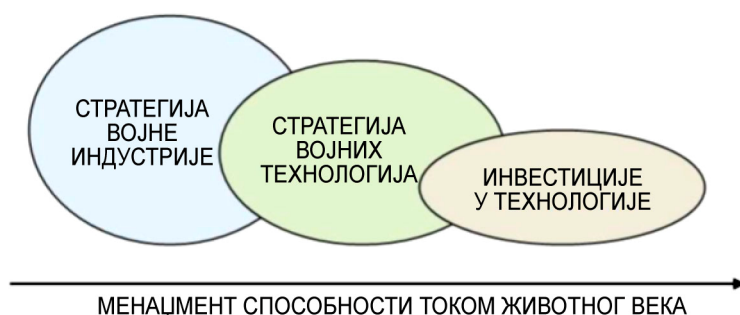 СТРАТЕГИЈА
ВОЈНЕ
ИНДУСТРИЈЕ
СТРАТЕГИЈА
ВОЈНИХ
ТЕХНОЛОГИЈА
ИНВЕСТИЦИЈЕ
У ТЕХНОЛОГИЈЕ
МЕНАЏМЕНТ СПОСОБНОСТИ ТОКОМ ЖИВОТНОГ ВЕКА